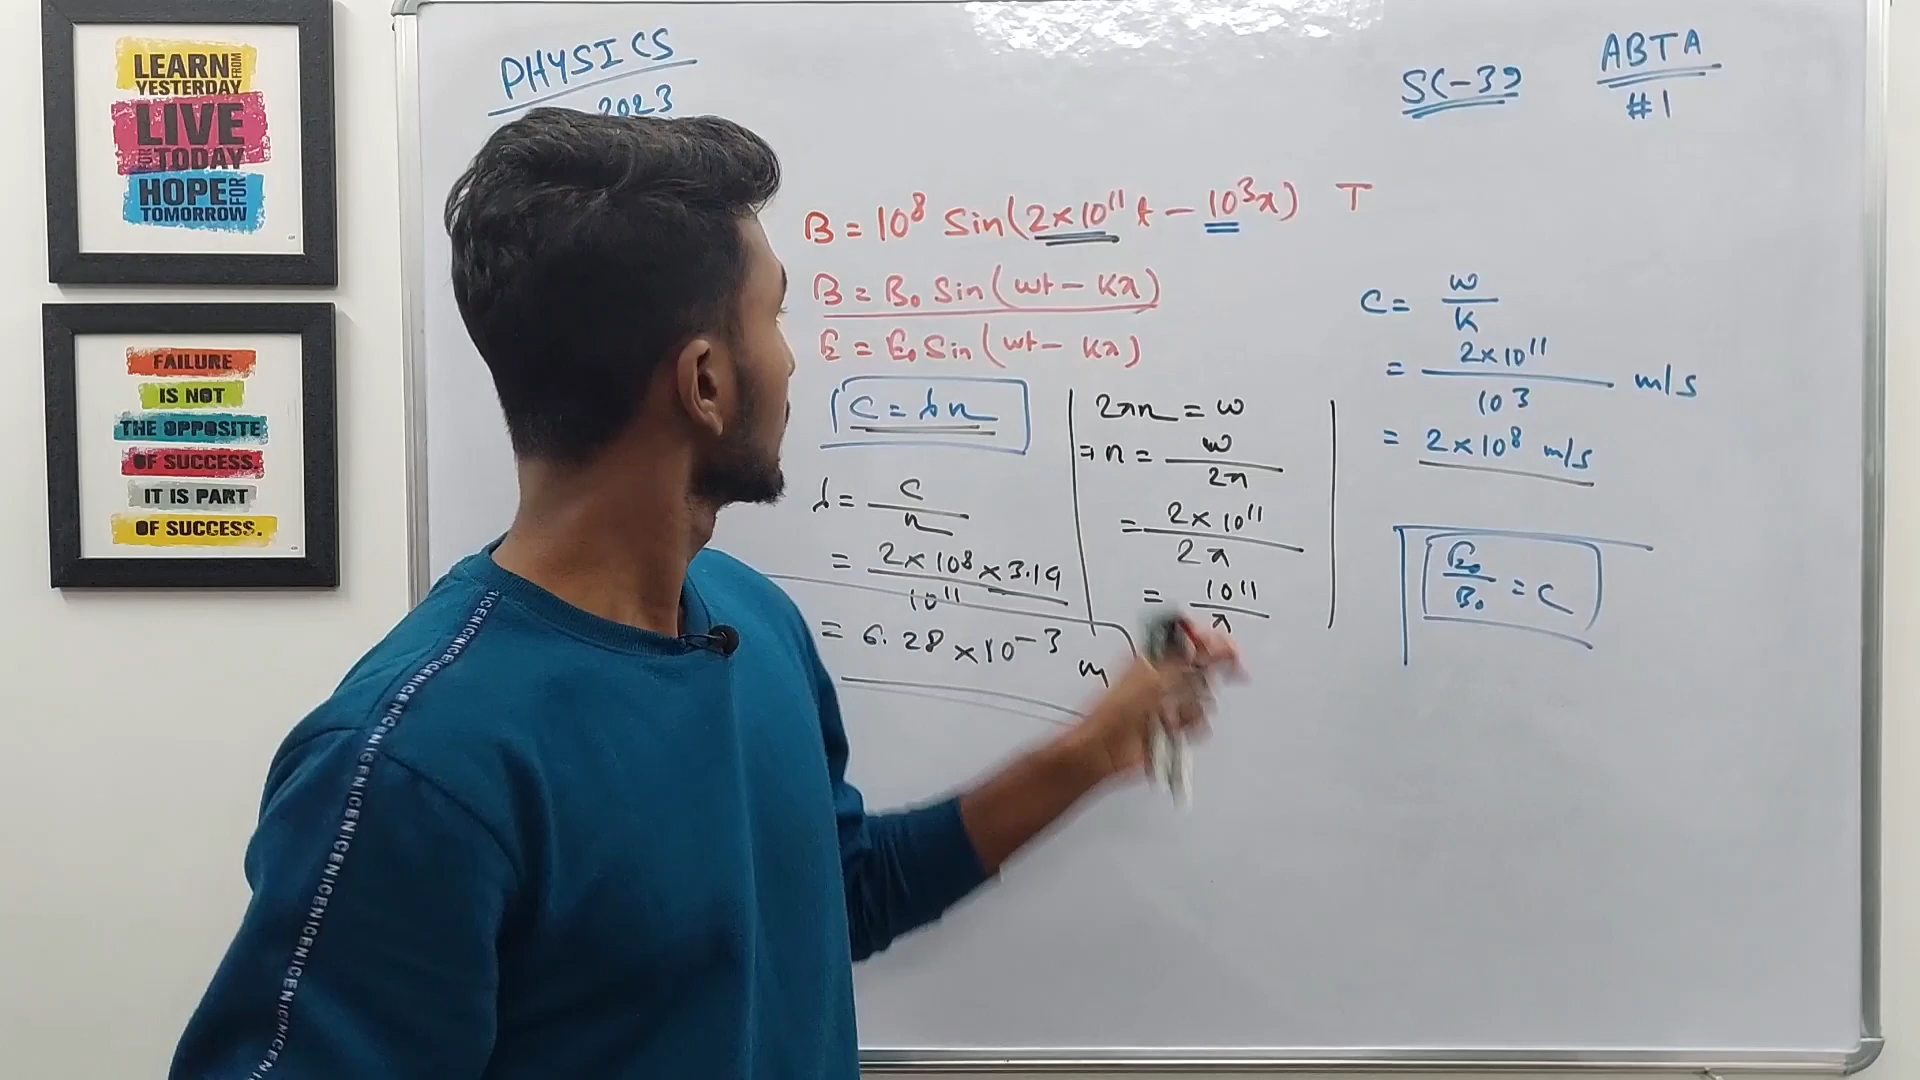 LEARN FROM
YESTERDAY
LIVE
FOR TODAY
HOPE FOR
TOMORROW
FAILURE
IS NOT
THE OPPOSITE
OF SUCCESS.
IT IS PART
OF SUCCESS.
PHYSICS
2023
SC-39
ABTA
#1
B = 10⁸ Sin(2×10¹¹t - 10³x) T
B = B₀ Sin(wt - Kx)
E = E₀ Sin(wt - Kx)
C = λn
λ = C/n
= 2×10⁸ × 3.14 / 10¹¹
= 6.28 × 10⁻³ m
2πn = w
⇒ n = w/2π
= 2×10¹¹ / 2π
= 10¹¹ / π
C = w/K
= 2×10¹¹ / 10³ m/s
= 2×10⁸ m/s
E₀/B₀ = C
NICENICENICENICENICENICENICENICENICENICENIC